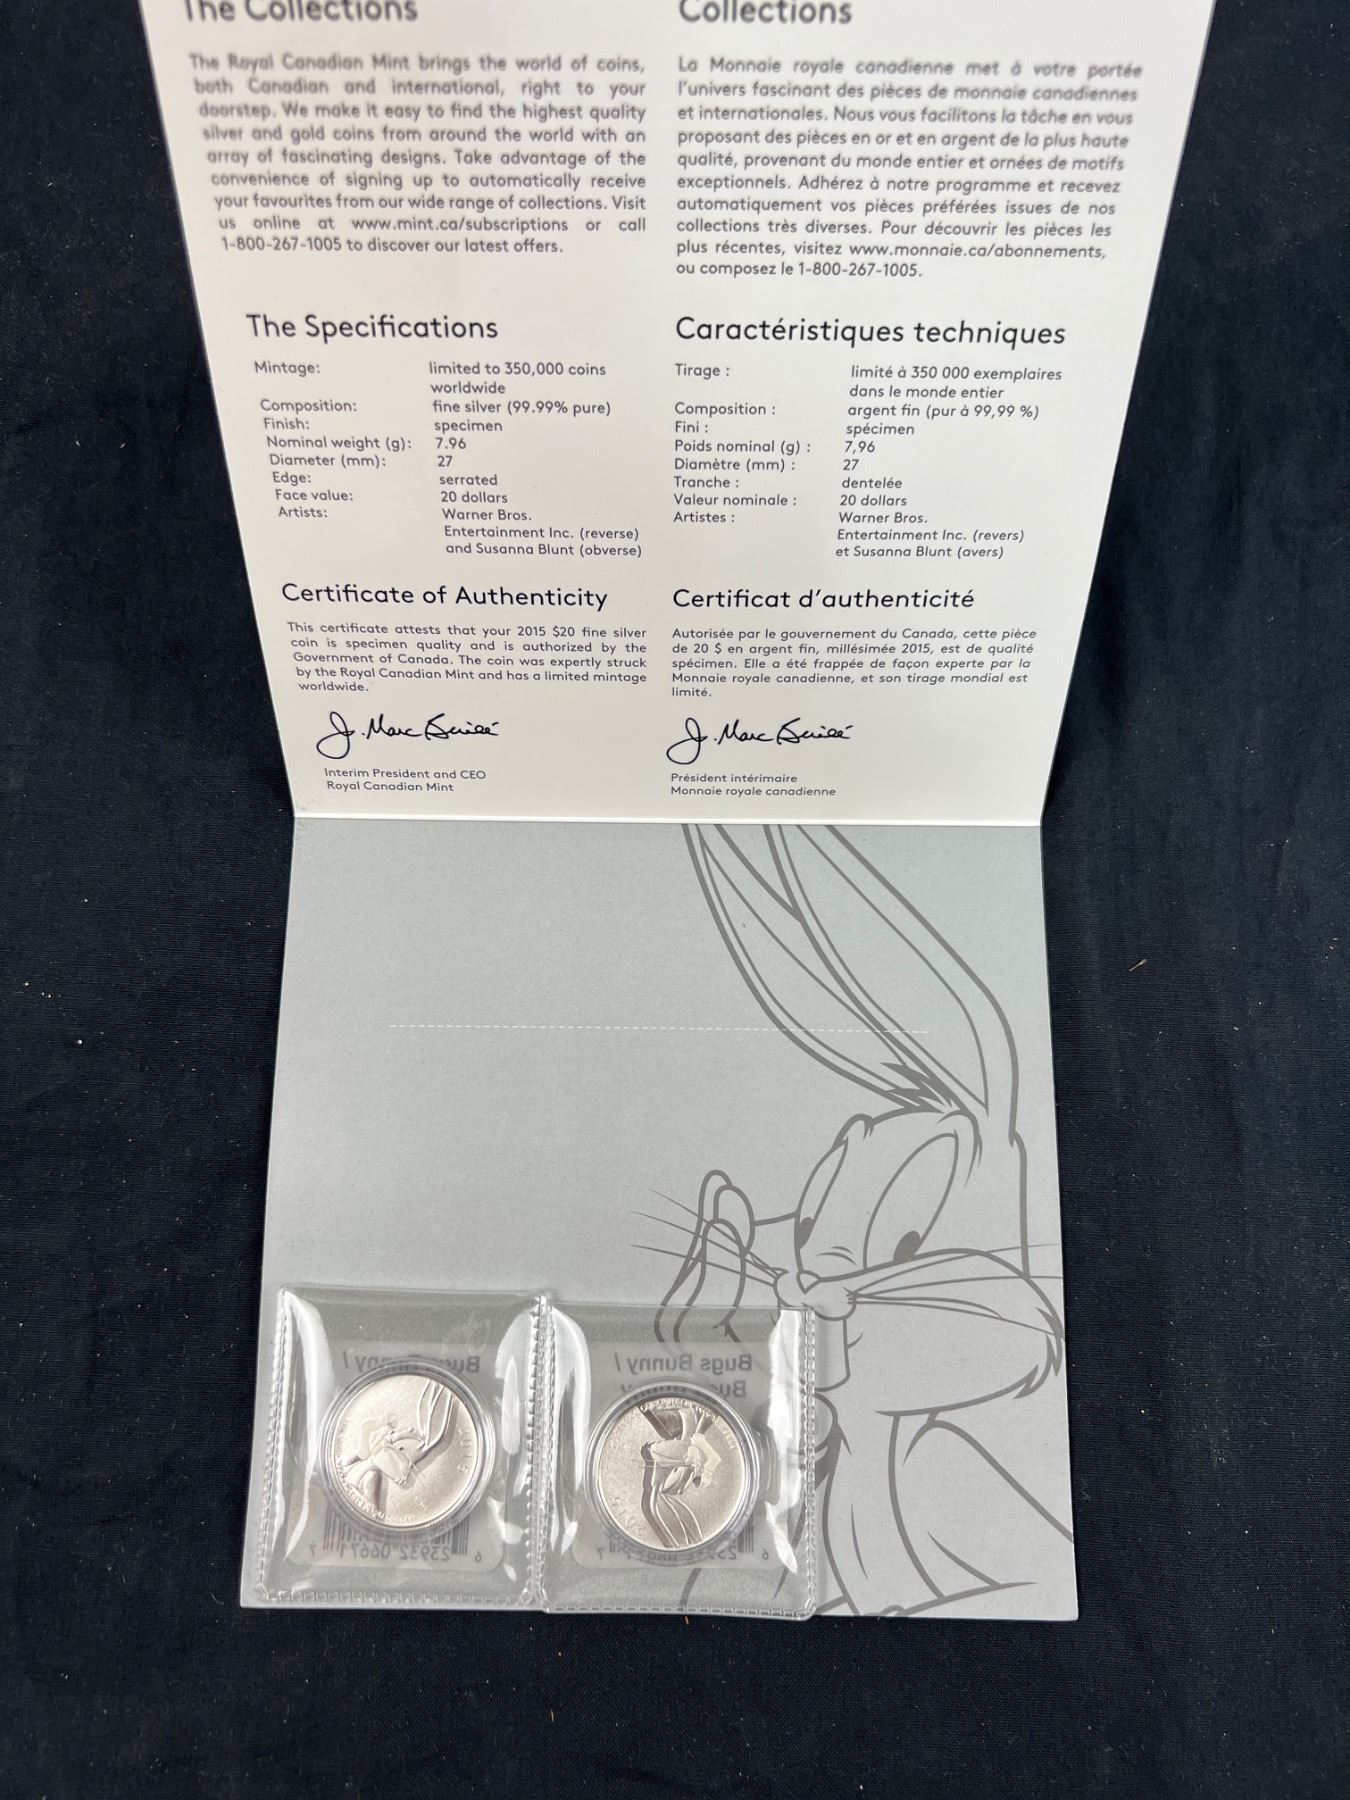 The Collections
The Royal Canadian Mint brings the world of coins,
both Canadian and international, right to your
doorstep. We make it easy to find the highest quality
silver and gold coins from around the world with an
array of fascinating designs. Take advantage of the
convenience of signing up to automatically receive
your favourites from our wide range of collections. Visit
us online at www.mint.ca/subscriptions or call
1-800-267-1005 to discover our latest offers.
The Specifications
Mintage: limited to 350,000 coins
worldwide
Composition: fine silver (99.99% pure)
Finish: specimen
Nominal weight (g): 7.96
Diameter (mm): 27
Edge: serrated
Face value: 20 dollars
Artists: Warner Bros.
Entertainment Inc. (reverse)
and Susanna Blunt (obverse)
Certificate of Authenticity
This certificate attests that your 2015 $20 fine silver
coin is specimen quality and is authorized by the
Government of Canada. The coin was expertly struck
by the Royal Canadian Mint and has a limited mintage
worldwide.
Interim President and CEO
Royal Canadian Mint
Collections
La Monnaie royale canadienne met à votre portée
l'univers fascinant des pièces de monnaie canadiennes
et internationales. Nous vous facilitons la tâche en vous
proposant des pièces en or et en argent de la plus haute
qualité, provenant du monde entier et ornées de motifs
exceptionnels. Adhérez à notre programme et recevez
automatiquement vos pièces préférées issues de nos
collections très diverses. Pour découvrir les pièces les
plus récentes, visitez www.monnaie.ca/abonnements,
ou composez le 1-800-267-1005.
Caractéristiques techniques
Tirage : limité à 350 000 exemplaires
dans le monde entier
Composition : argent fin (pur à 99,99 %)
Fini : spécimen
Poids nominal (g) : 7,96
Diamètre (mm) : 27
Tranche : dentelée
Valeur nominale : 20 dollars
Artistes : Warner Bros.
Entertainment Inc. (revers)
et Susanna Blunt (avers)
Certificat d'authenticité
Autorisée par le gouvernement du Canada, cette pièce
de 20 $ en argent fin, millésimée 2015, est de qualité
spécimen. Elle a été frappée de façon experte par la
Monnaie royale canadienne, et son tirage mondial est
limité.
Président intérimaire
Monnaie royale canadienne
Bugs Bunny /
Bugs Bunny /
2015
6 23932 06671 7